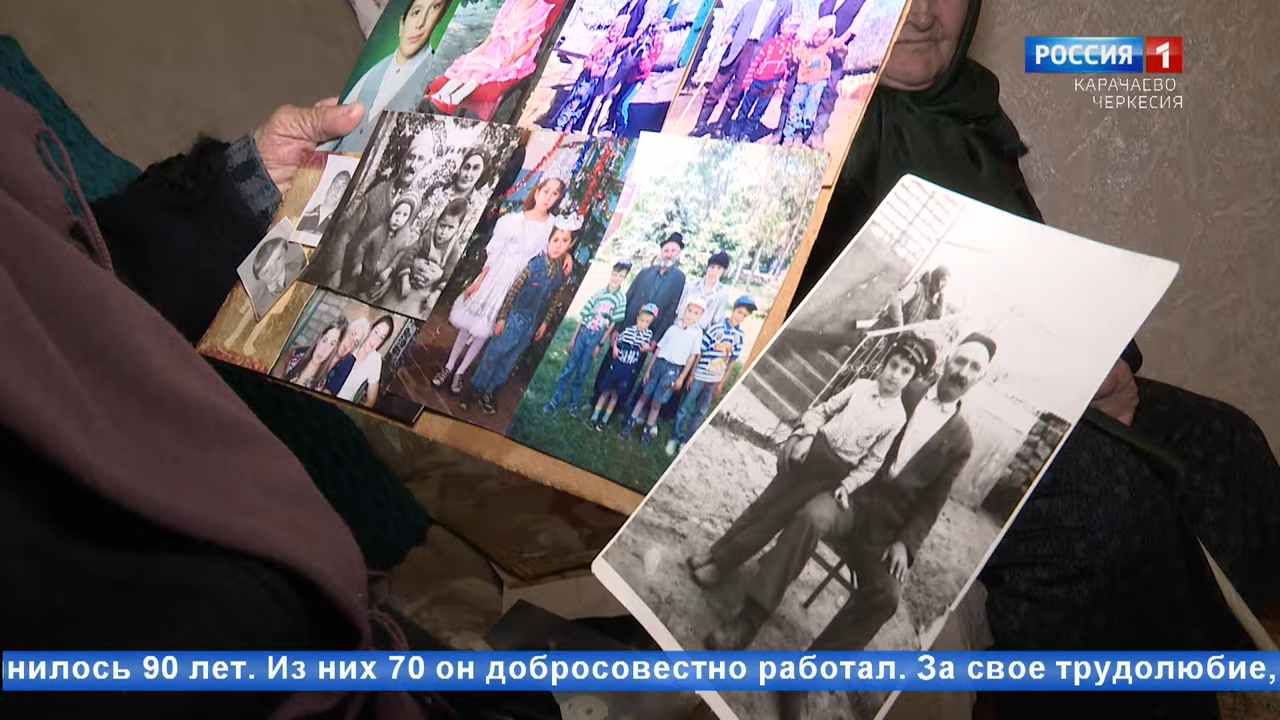 РОССИЯ 1
КАРАЧАЕВО
ЧЕРКЕСИЯ
нилось 90 лет. Из них 70 он добросовестно работал. За свое трудолюбие,